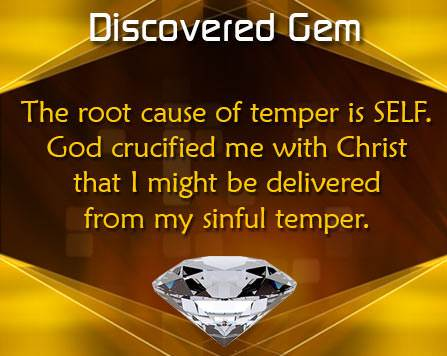 Discovered Gem
The root cause of temper is SELF.
God crucified me with Christ
that I might be delivered
from my sinful temper.